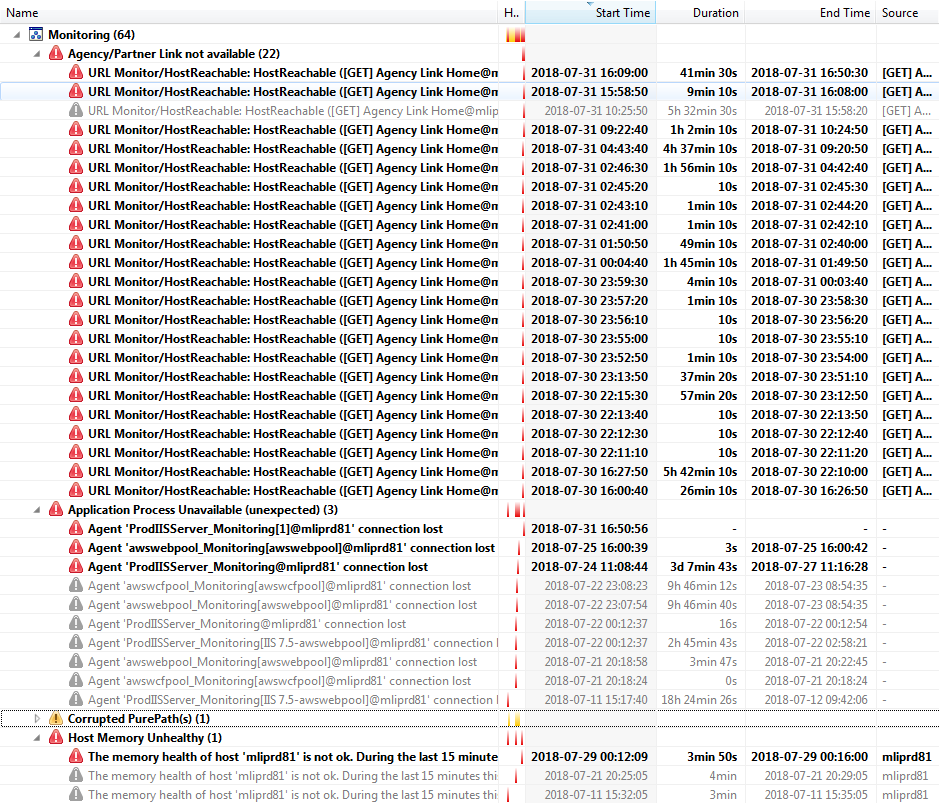 Name H.. Start Time Duration End Time Source
Monitoring (64)
Agency/Partner Link not available (22)
URL Monitor/HostReachable: HostReachable ([GET] Agency Link Home@m 2018-07-31 16:09:00 41min 30s 2018-07-31 16:50:30 [GET] A...
URL Monitor/HostReachable: HostReachable ([GET] Agency Link Home@m 2018-07-31 15:58:50 9min 10s 2018-07-31 16:08:00 [GET] A...
URL Monitor/HostReachable: HostReachable ([GET] Agency Link Home@mlip 2018-07-31 10:25:50 5h 32min 30s 2018-07-31 15:58:20 [GET] A...
URL Monitor/HostReachable: HostReachable ([GET] Agency Link Home@m 2018-07-31 09:22:40 1h 2min 10s 2018-07-31 10:24:50 [GET] A...
URL Monitor/HostReachable: HostReachable ([GET] Agency Link Home@m 2018-07-31 04:43:40 4h 37min 10s 2018-07-31 09:20:50 [GET] A...
URL Monitor/HostReachable: HostReachable ([GET] Agency Link Home@m 2018-07-31 02:46:30 1h 56min 10s 2018-07-31 04:42:40 [GET] A...
URL Monitor/HostReachable: HostReachable ([GET] Agency Link Home@m 2018-07-31 02:45:20 10s 2018-07-31 02:45:30 [GET] A...
URL Monitor/HostReachable: HostReachable ([GET] Agency Link Home@m 2018-07-31 02:43:10 1min 10s 2018-07-31 02:44:20 [GET] A...
URL Monitor/HostReachable: HostReachable ([GET] Agency Link Home@m 2018-07-31 02:41:00 1min 10s 2018-07-31 02:42:10 [GET] A...
URL Monitor/HostReachable: HostReachable ([GET] Agency Link Home@m 2018-07-31 01:50:50 49min 10s 2018-07-31 02:40:00 [GET] A...
URL Monitor/HostReachable: HostReachable ([GET] Agency Link Home@m 2018-07-31 00:04:40 1h 45min 10s 2018-07-31 01:49:50 [GET] A...
URL Monitor/HostReachable: HostReachable ([GET] Agency Link Home@m 2018-07-30 23:59:30 4min 10s 2018-07-31 00:03:40 [GET] A...
URL Monitor/HostReachable: HostReachable ([GET] Agency Link Home@m 2018-07-30 23:57:20 1min 10s 2018-07-30 23:58:30 [GET] A...
URL Monitor/HostReachable: HostReachable ([GET] Agency Link Home@m 2018-07-30 23:56:10 10s 2018-07-30 23:56:20 [GET] A...
URL Monitor/HostReachable: HostReachable ([GET] Agency Link Home@m 2018-07-30 23:55:00 10s 2018-07-30 23:55:10 [GET] A...
URL Monitor/HostReachable: HostReachable ([GET] Agency Link Home@m 2018-07-30 23:52:50 1min 10s 2018-07-30 23:54:00 [GET] A...
URL Monitor/HostReachable: HostReachable ([GET] Agency Link Home@m 2018-07-30 23:13:50 37min 20s 2018-07-30 23:51:10 [GET] A...
URL Monitor/HostReachable: HostReachable ([GET] Agency Link Home@m 2018-07-30 22:15:30 57min 20s 2018-07-30 23:12:50 [GET] A...
URL Monitor/HostReachable: HostReachable ([GET] Agency Link Home@m 2018-07-30 22:13:40 10s 2018-07-30 22:13:50 [GET] A...
URL Monitor/HostReachable: HostReachable ([GET] Agency Link Home@m 2018-07-30 22:12:30 10s 2018-07-30 22:12:40 [GET] A...
URL Monitor/HostReachable: HostReachable ([GET] Agency Link Home@m 2018-07-30 22:11:10 10s 2018-07-30 22:11:20 [GET] A...
URL Monitor/HostReachable: HostReachable ([GET] Agency Link Home@m 2018-07-30 16:27:50 5h 42min 10s 2018-07-30 22:10:00 [GET] A...
URL Monitor/HostReachable: HostReachable ([GET] Agency Link Home@m 2018-07-30 16:00:40 26min 10s 2018-07-30 16:26:50 [GET] A...
Application Process Unavailable (unexpected) (3)
Agent 'ProdIISServer_Monitoring[1]@mliprd81' connection lost 2018-07-31 16:50:56 - - -
Agent 'awswebpool_Monitoring[awswebpool]@mliprd81' connection lost 2018-07-25 16:00:39 3s 2018-07-25 16:00:42 -
Agent 'ProdIISServer_Monitoring@mliprd81' connection lost 2018-07-24 11:08:44 3d 7min 43s 2018-07-27 11:16:28 -
Agent 'awswcfpool_Monitoring[awswcfpool]@mliprd81' connection lost 2018-07-22 23:08:23 9h 46min 12s 2018-07-23 08:54:35 -
Agent 'awswebpool_Monitoring[awswebpool]@mliprd81' connection lost 2018-07-22 23:07:54 9h 46min 40s 2018-07-23 08:54:35 -
Agent 'ProdIISServer_Monitoring@mliprd81' connection lost 2018-07-22 00:12:37 16s 2018-07-22 00:12:54 -
Agent 'ProdIISServer_Monitoring[IIS 7.5-awswebpool]@mliprd81' connection l 2018-07-22 00:12:37 2h 45min 43s 2018-07-22 02:58:21 -
Agent 'awswebpool_Monitoring[awswebpool]@mliprd81' connection lost 2018-07-21 20:18:58 3min 47s 2018-07-21 20:22:45 -
Agent 'awswcfpool_Monitoring[awswcfpool]@mliprd81' connection lost 2018-07-21 20:18:24 0s 2018-07-21 20:18:24 -
Agent 'ProdIISServer_Monitoring[IIS 7.5-awswebpool]@mliprd81' connection l 2018-07-11 15:17:40 18h 24min 26s 2018-07-12 09:42:06 -
Corrupted PurePath(s) (1)
Host Memory Unhealthy (1)
The memory health of host 'mliprd81' is not ok. During the last 15 minute 2018-07-29 00:12:09 3min 50s 2018-07-29 00:16:00 mliprd81
The memory health of host 'mliprd81' is not ok. During the last 15 minutes thi 2018-07-21 20:25:05 4min 2018-07-21 20:29:05 mliprd81
The memory health of host 'mliprd81' is not ok. During the last 15 minutes thi 2018-07-11 15:32:05 3min 2018-07-11 15:35:05 mliprd81